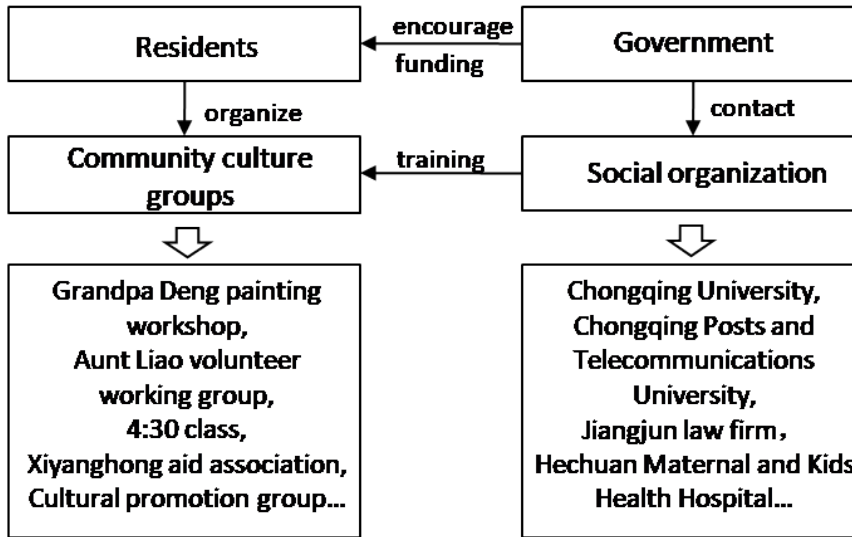 Residents
encourage
funding
Government
organize
contact
Community culture
groups
training
Social organization
Grandpa Deng painting
workshop,
Aunt Liao volunteer
working group,
4:30 class,
Xiyanghong aid association,
Cultural promotion group...
Chongqing University,
Chongqing Posts and
Telecommunications
University,
Jiangjun law firm，
Hechuan Maternal and Kids
Health Hospital...